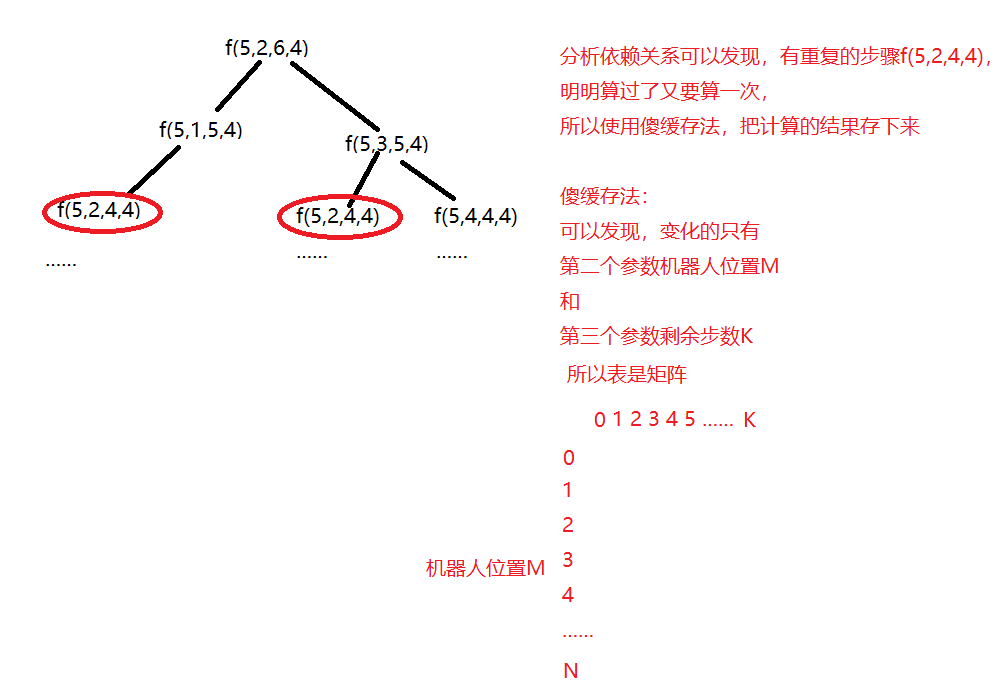 f(5,2,6,4)
f(5,1,5,4)
f(5,3,5,4)
f(5,2,4,4)
f(5,2,4,4)
f(5,4,4,4)
……
……
……
分析依赖关系可以发现，有重复的步骤f(5,2,4,4)，
明明算过了又要算一次，
所以使用傻缓存法，把计算的结果存下来
傻缓存法：
可以发现，变化的只有
第二个参数机器人位置M
和
第三个参数剩余步数K
所以表是矩阵
0 1 2 3 4 5 …… K
0
1
2
3
机器人位置M
4
……
N